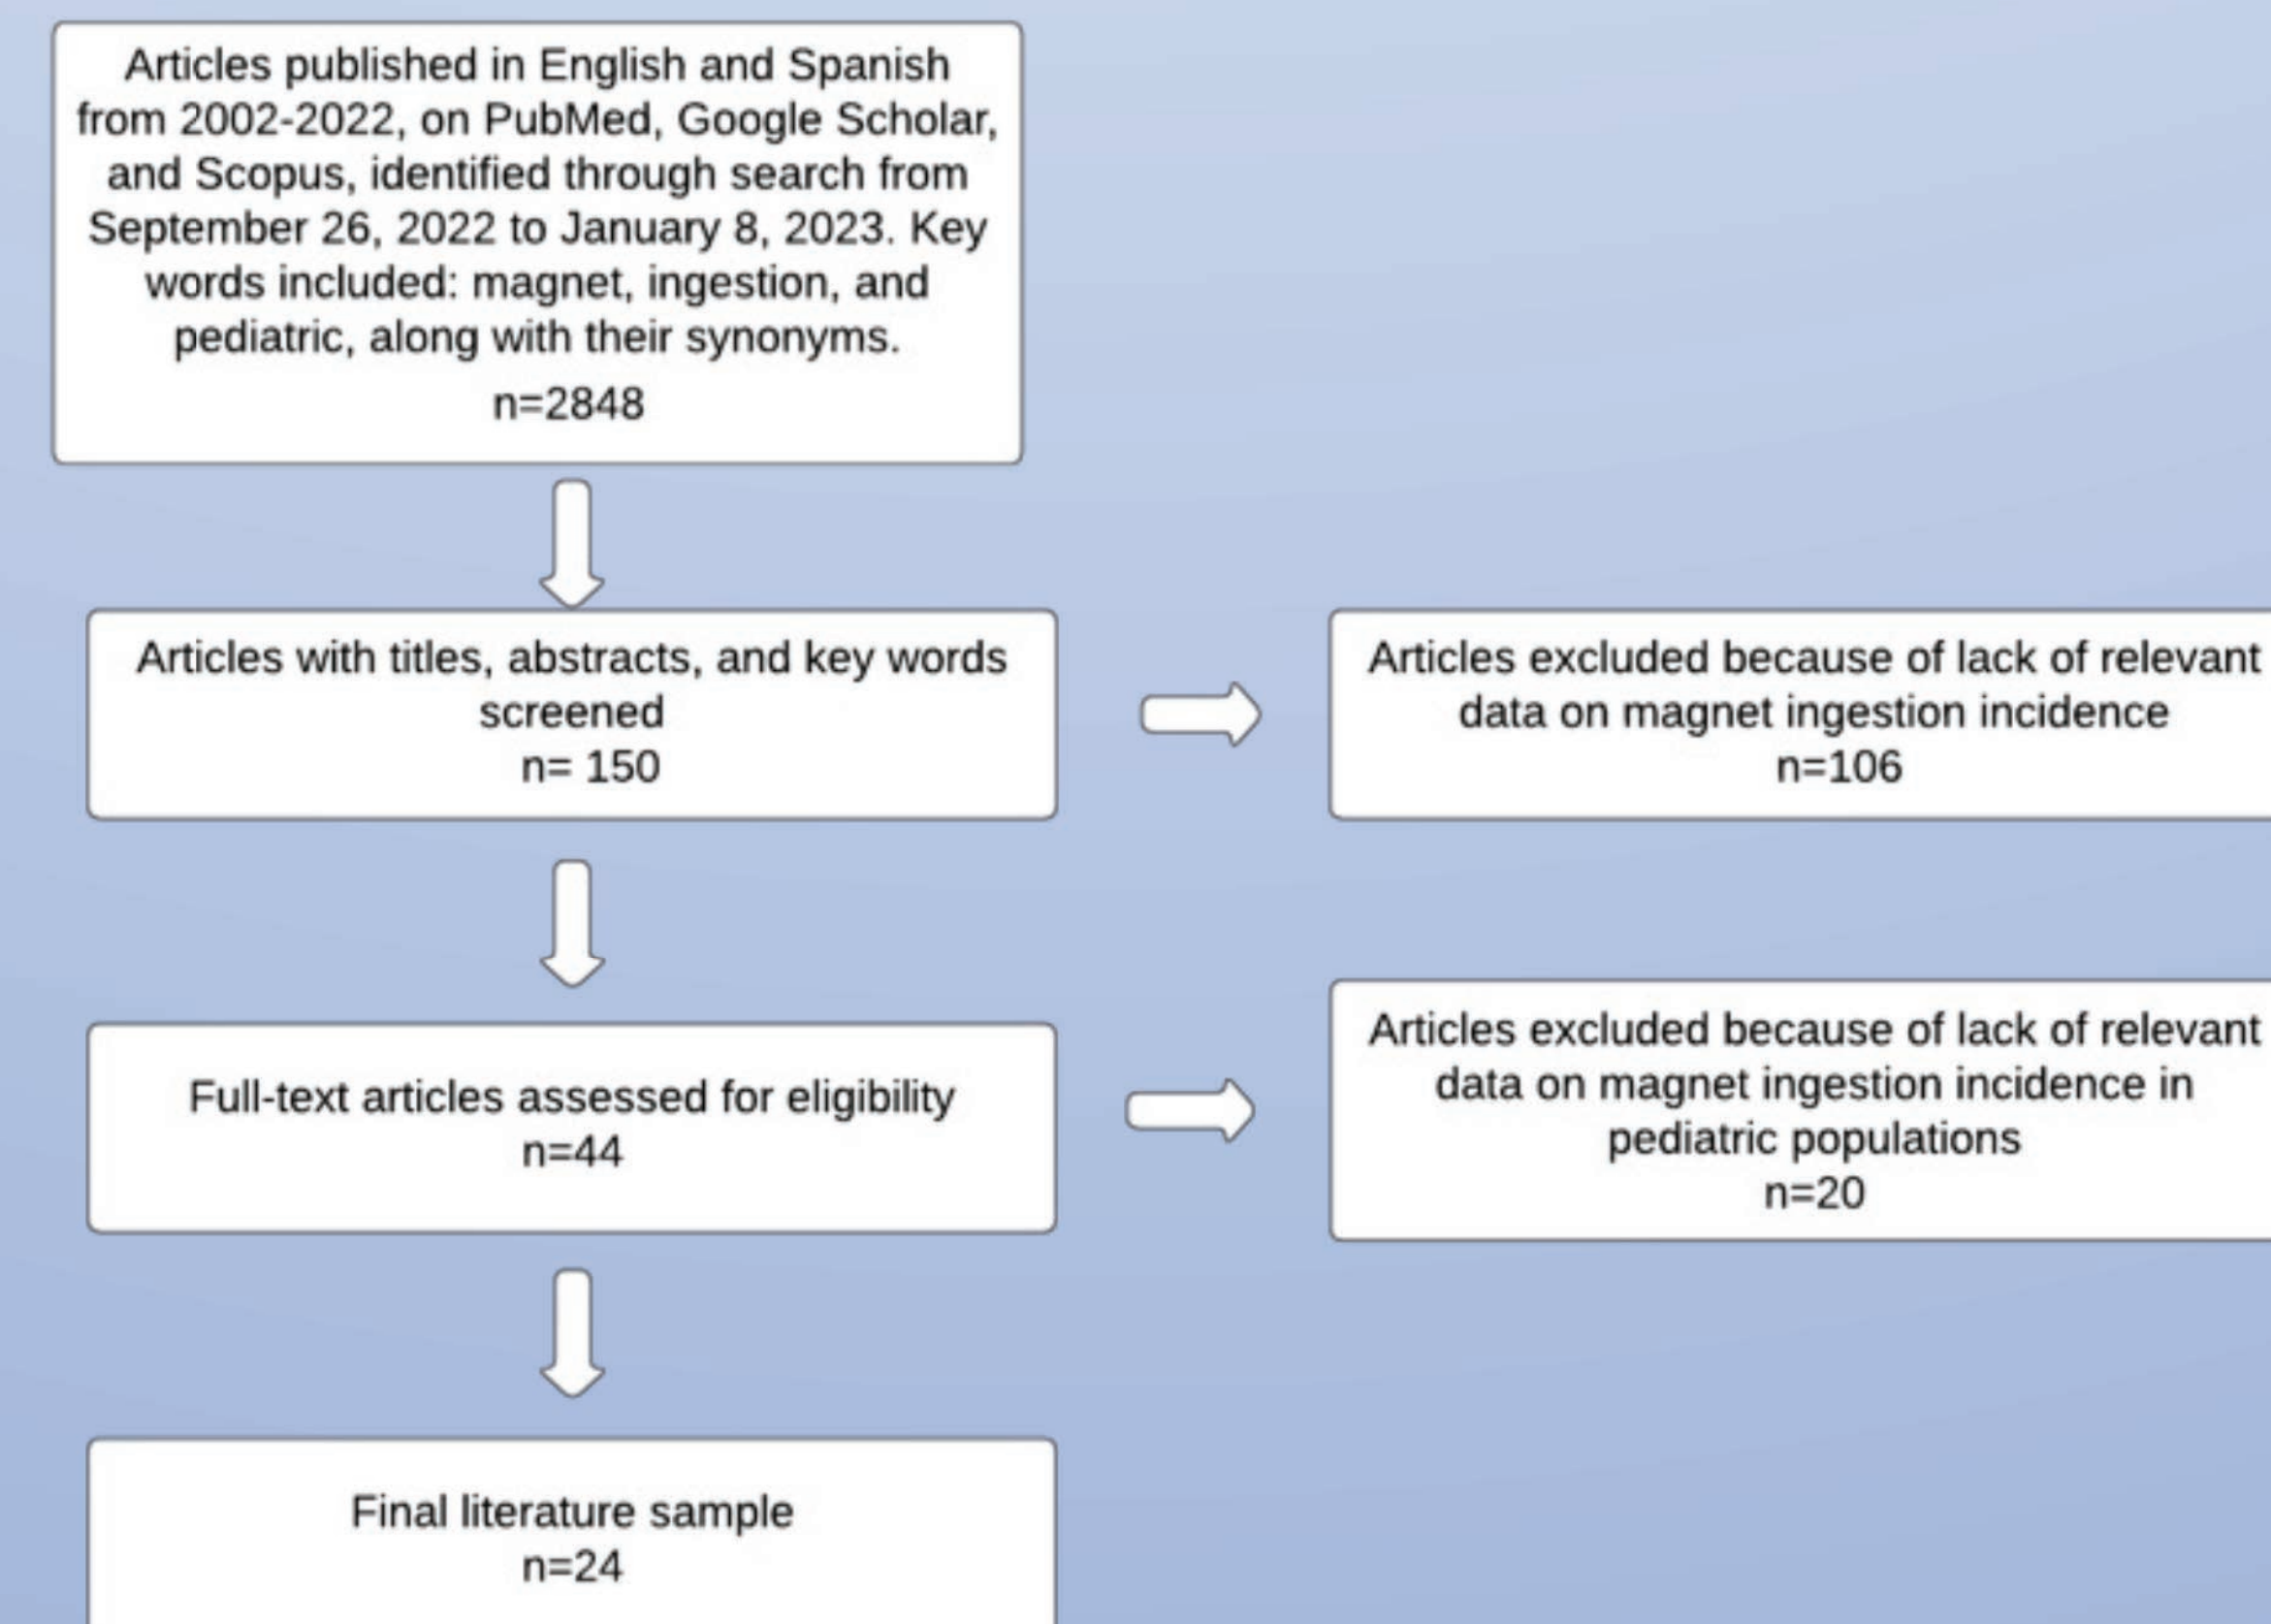 Articles published in English and Spanish
from 2002-2022, on PubMed, Google Scholar,
and Scopus, identified through search from
September 26, 2022 to January 8, 2023. Key
words included: magnet, ingestion, and
pediatric, along with their synonyms.
n=2848
Articles with titles, abstracts, and key words
screened
n= 150
Articles excluded because of lack of relevant
data on magnet ingestion incidence
n=106
Full-text articles assessed for eligibility
n=44
Articles excluded because of lack of relevant
data on magnet ingestion incidence in
pediatric populations
n=20
Final literature sample
n=24